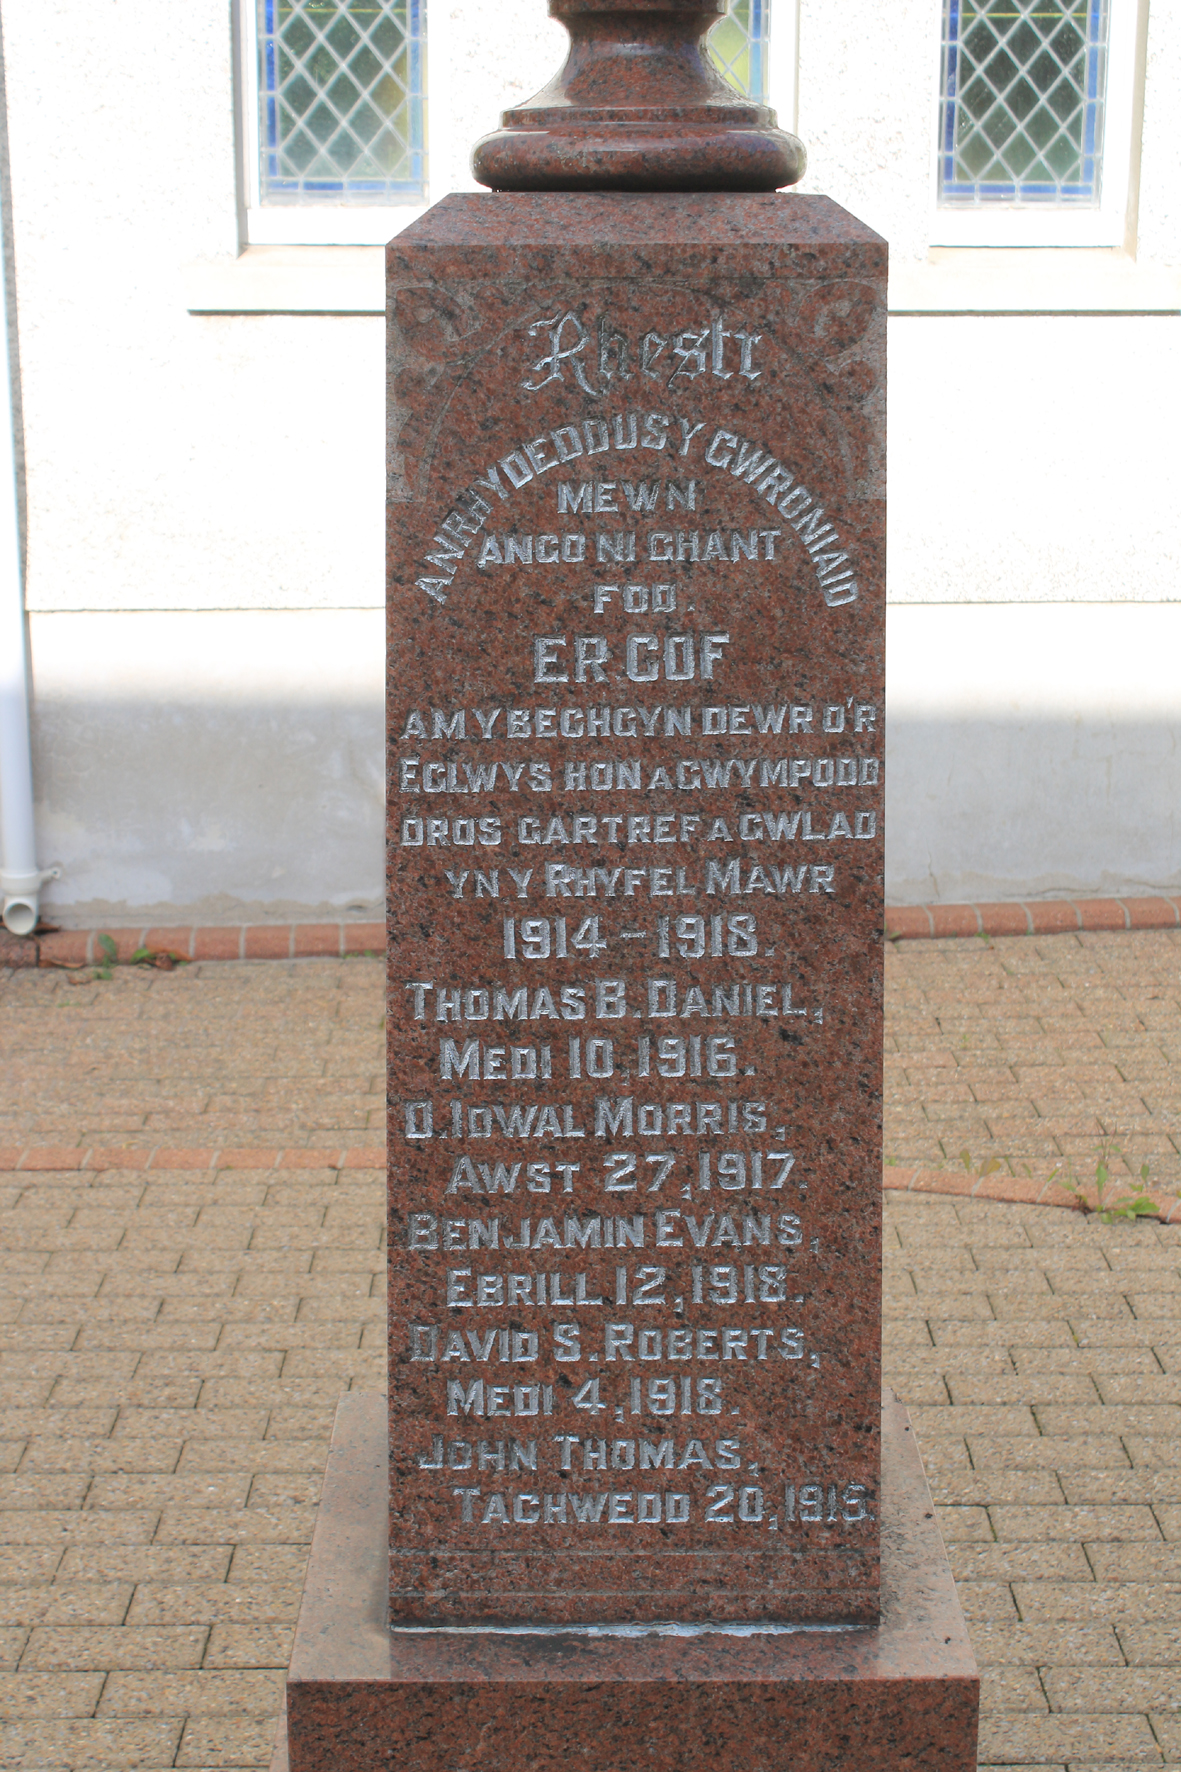 Rhestr
ANRHYDEDDUS Y GWRONIAID
MEWN
ANGO NI CHANT
FOD.
ER COF
AM Y BECHGYN DEWR O'R
EGLWYS HON A GWYMPODD
DROS GARTREF A GWLAD
YN Y RHYFEL MAWR
1914-1918.
THOMAS B. DANIEL,
MEDI 10, 1916.
D. IDWAL MORRIS,
AWST 27, 1917.
BENJAMIN EVANS,
EBRILL 12, 1918.
DAVID S. ROBERTS,
MEDI 4, 1918.
JOHN THOMAS,
TACHWEDD 20,